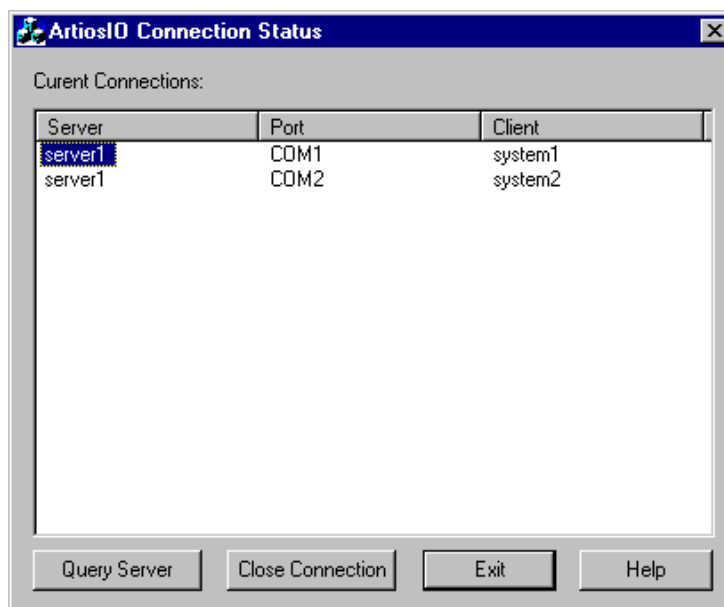 ArtiosIO Connection Status
Curent Connections:
Server Port Client
server1 COM1 system1
server1 COM2 system2
Query Server Close Connection Exit Help